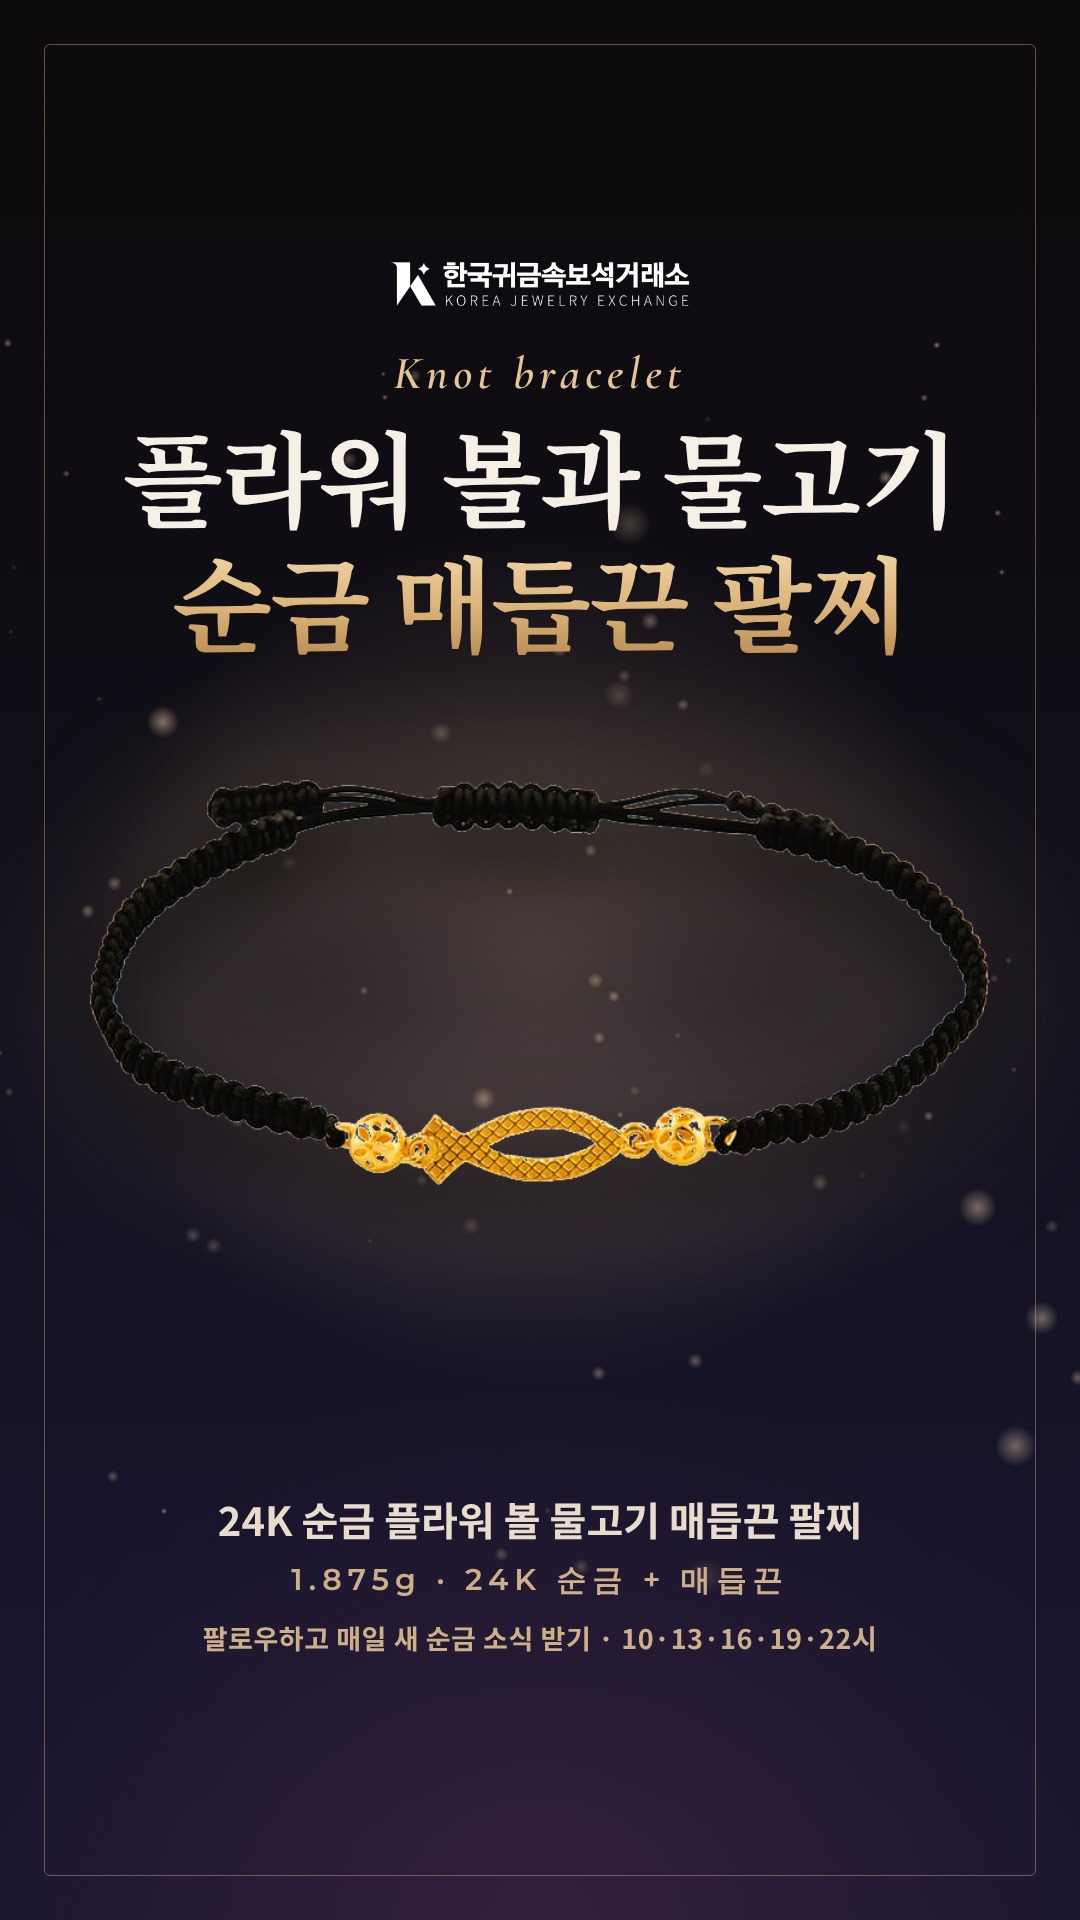 한국귀금속보석거래소
KOREA JEWELRY EXCHANGE
Knot bracelet
플라워 볼과 물고기
순금 매듭끈 팔찌
24K 순금 플라워 볼 물고기 매듭끈 팔찌
1.875g · 24K 순금 + 매듭끈
팔로우하고 매일 새 순금 소식 받기 · 10·13·16·19·22시